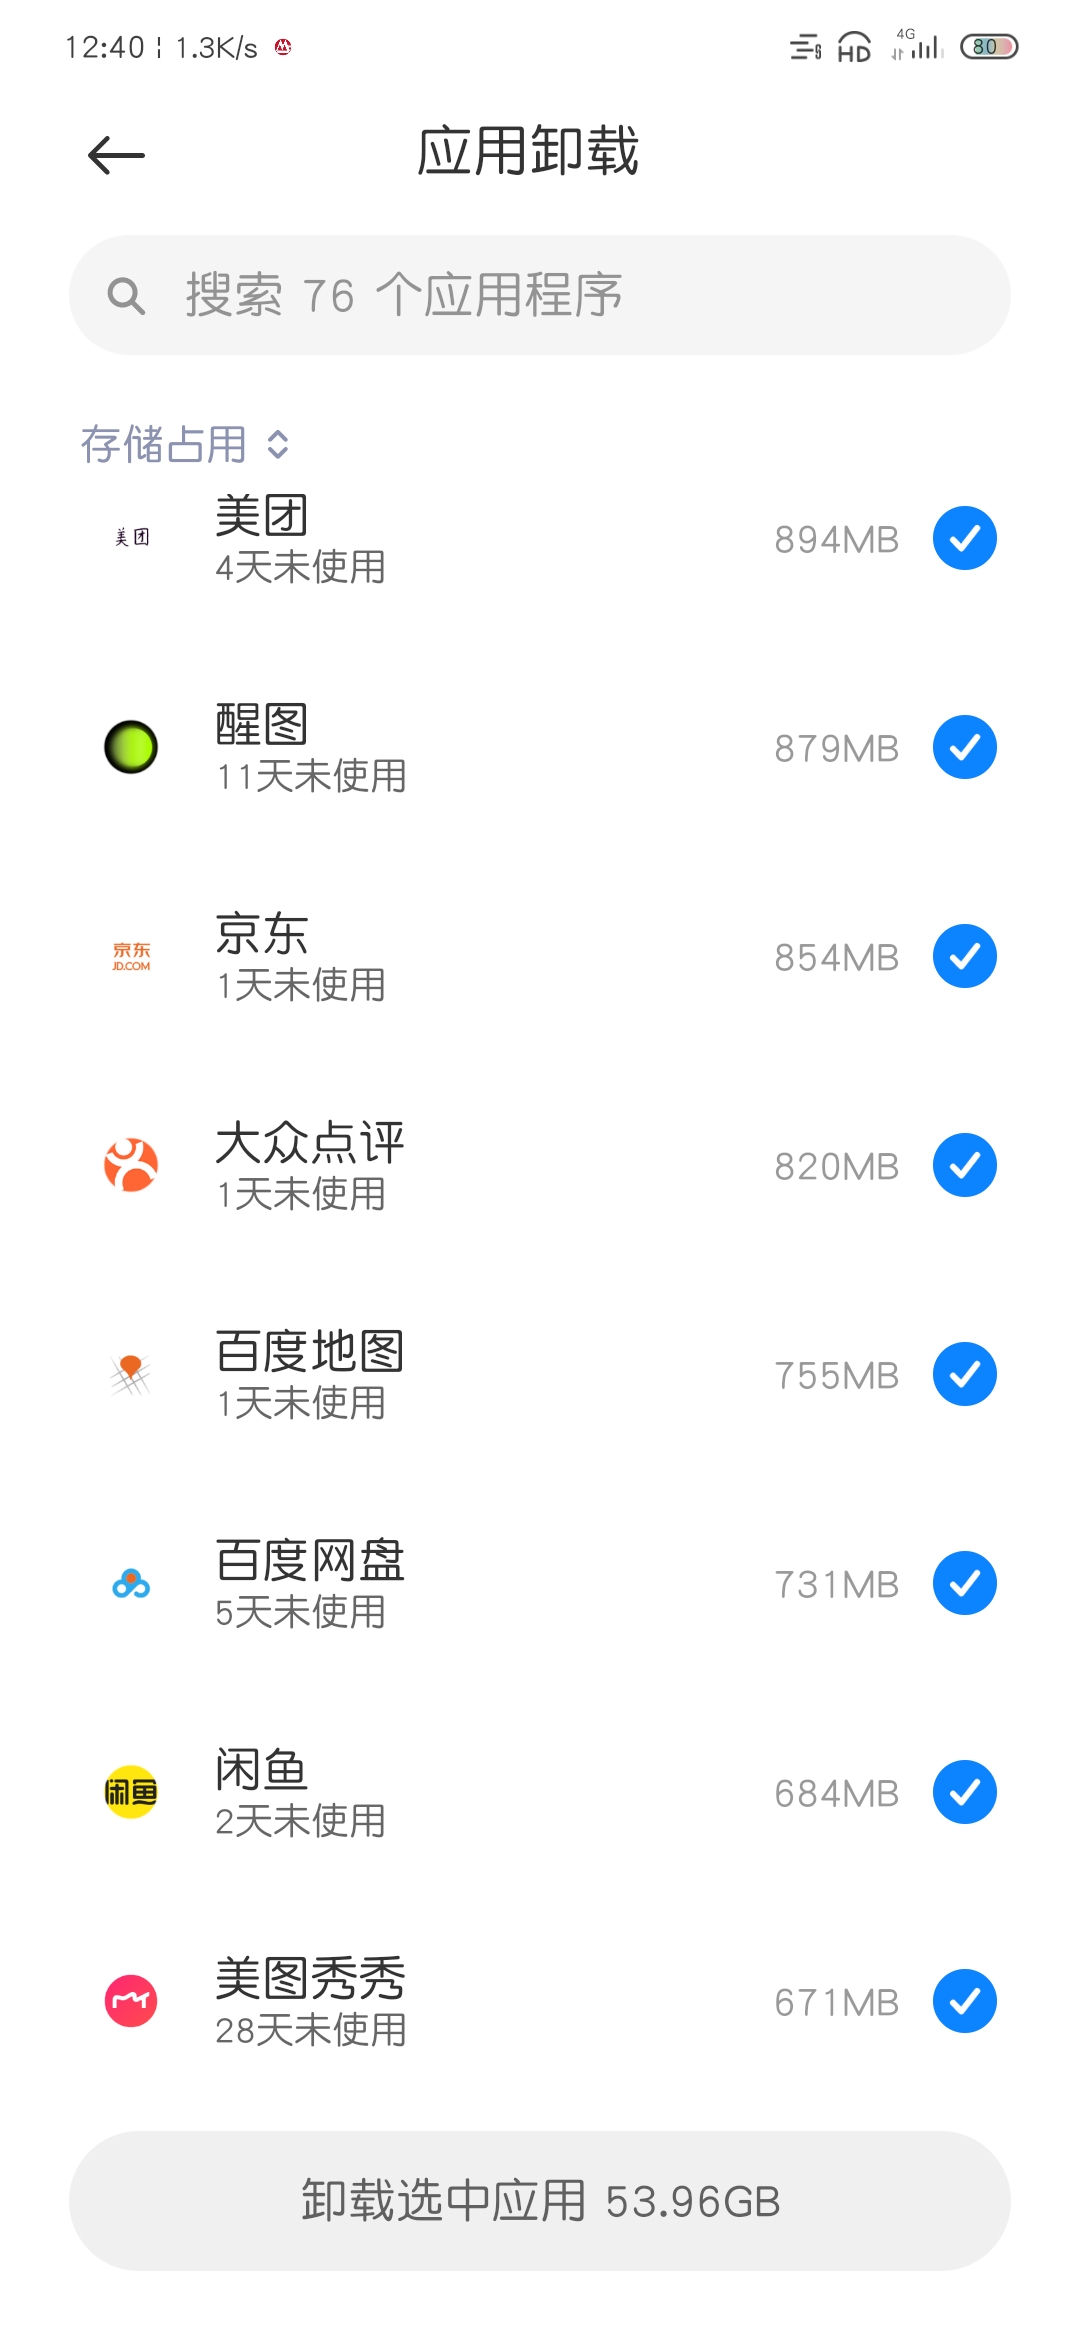 12:40 ¦ 1.3K/s
HD 4G 80
应用卸载
搜索 76 个应用程序
存储占用
美团
美团
894MB
4天未使用
醒图
879MB
11天未使用
京东
JD.COM
京东
854MB
1天未使用
大众点评
820MB
1天未使用
百度地图
755MB
1天未使用
百度网盘
731MB
5天未使用
闲鱼
闲鱼
684MB
2天未使用
美图秀秀
671MB
28天未使用
卸载选中应用 53.96GB